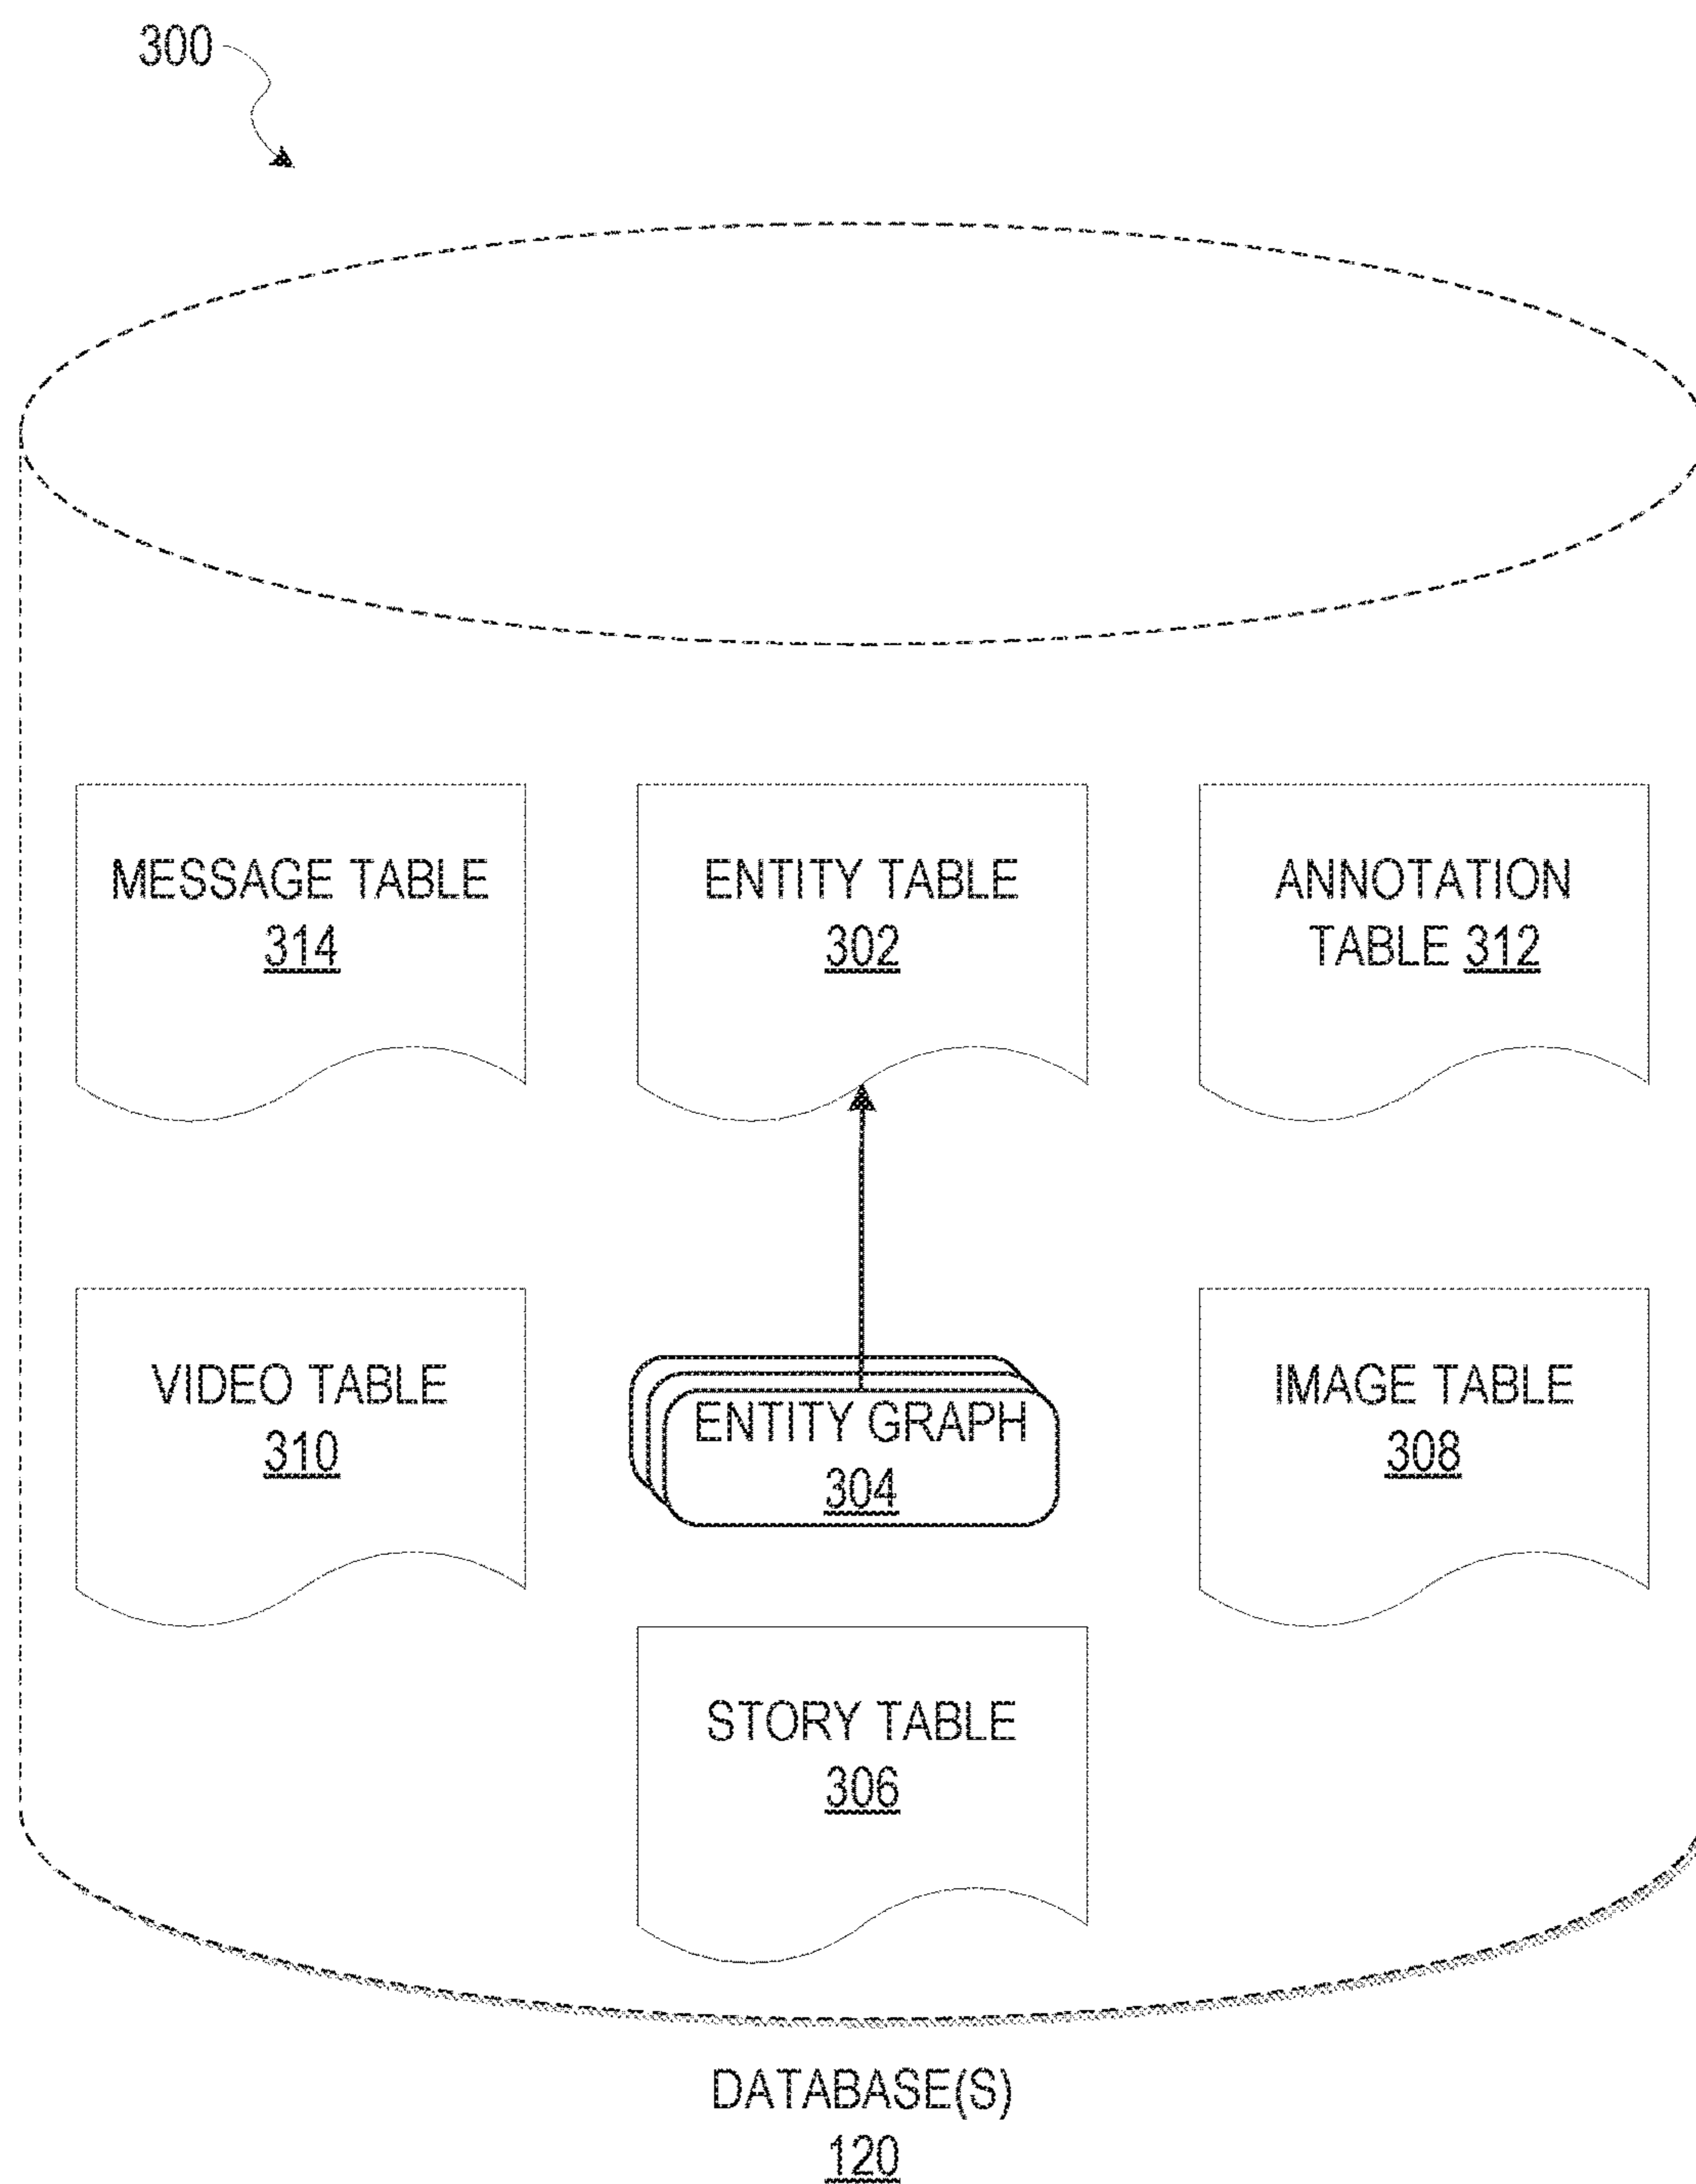 300
MESSAGE TABLE
314
ENTITY TABLE
302
ANNOTATION
TABLE 312
VIDEO TABLE
310
ENTITY GRAPH
304
IMAGE TABLE
308
STORY TABLE
306
DATABASE(S)
120